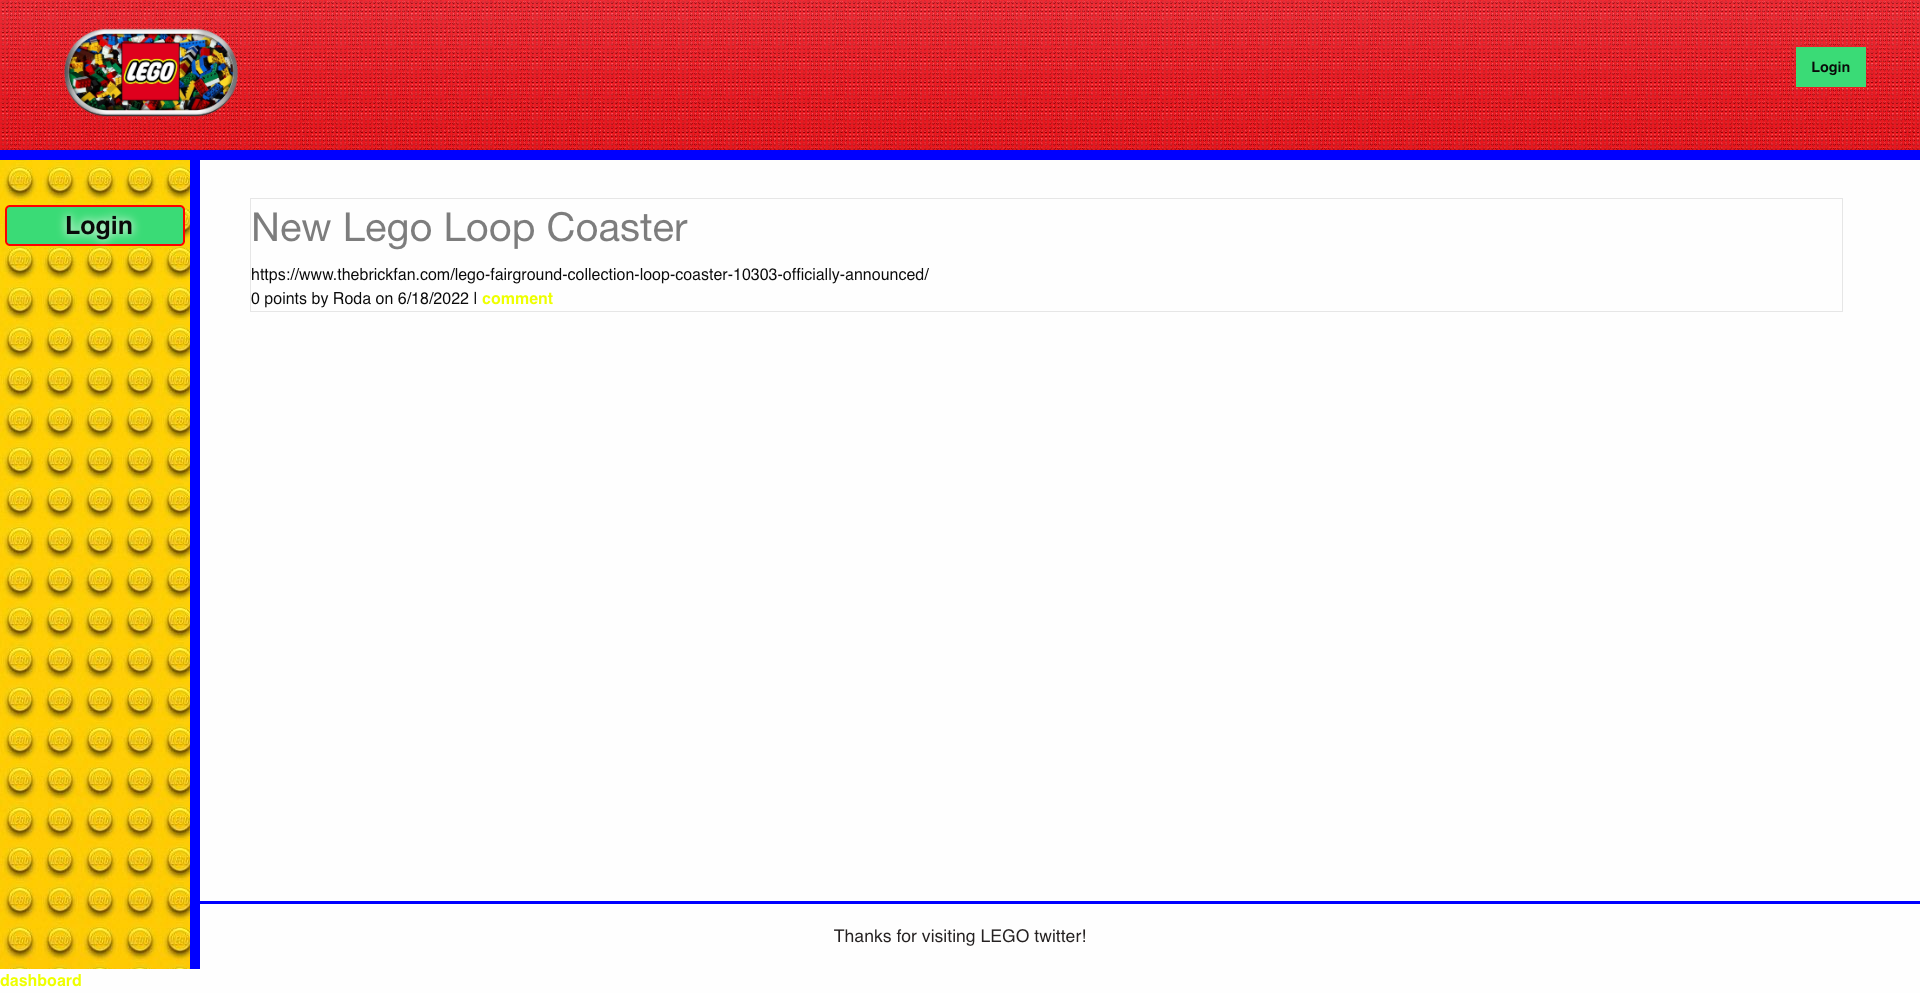 LEGO
Login
Login
New Lego Loop Coaster
https://www.thebrickfan.com/lego-fairground-collection-loop-coaster-10303-officially-announced/
0 points by Roda on 6/18/2022 | comment
Thanks for visiting LEGO twitter!
dashboard